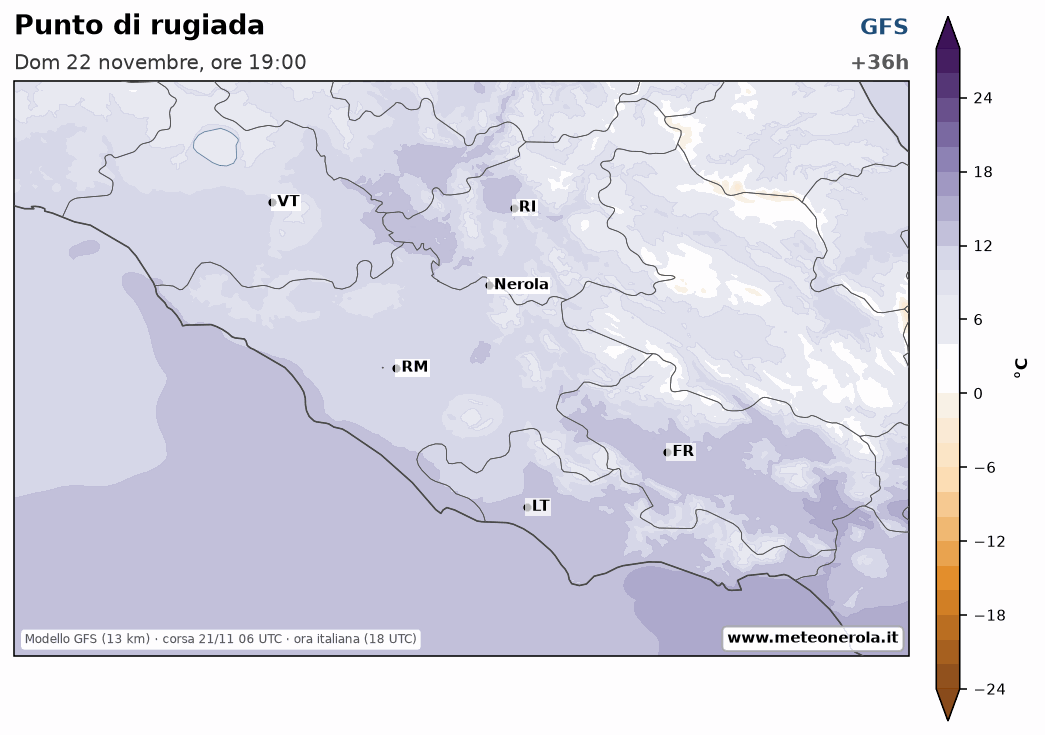 Punto di rugiada
GFS
Dom 22 novembre, ore 19:00
+36h
VT
RI
Nerola
RM
FR
LT
24
18
12
6
0
−6
−12
−18
−24
°C
Modello GFS (13 km) · corsa 21/11 06 UTC · ora italiana (18 UTC)
www.meteonerola.it